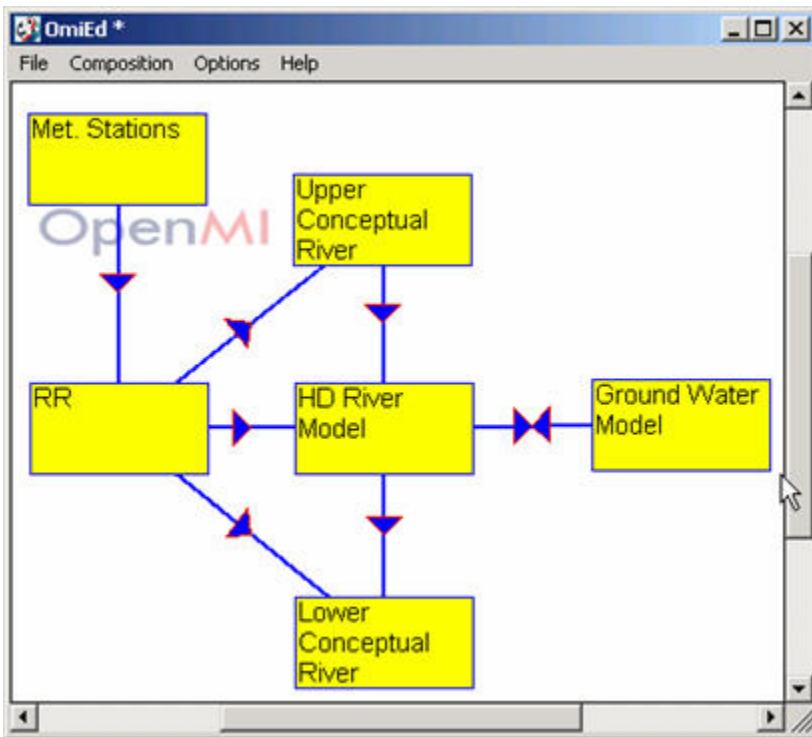 OmiEd *
File Composition Options Help
Met. Stations
OpenMI
Upper
Conceptual
River
RR
HD River
Model
Ground Water
Model
Lower
Conceptual
River